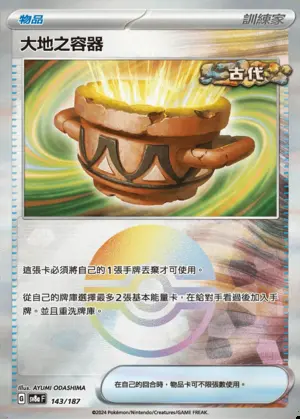 物品
訓練家
大地之容器
古代
這張卡必須將自己的1張手牌丟棄才可使用。
從自己的牌庫選擇最多2張基本能量卡，在給對手看過後加入手
牌。並且重洗牌庫。
Illus. AYUMI ODASHIMA
G SV8a F 143/187
在自己的回合時，物品卡可不限次數使用。
©2024 Pokémon/Nintendo/Creatures/GAME FREAK.